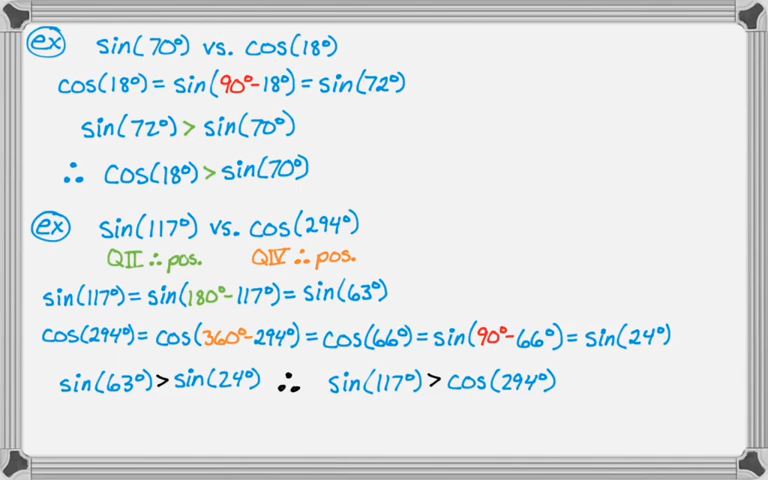 ex sin(70°) vs. cos(18°)
cos(18°) = sin(90°-18°) = sin(72°)
sin(72°) > sin(70°)
∴ cos(18°) > sin(70°)
ex sin(117°) vs. cos(294°)
QII ∴ pos. QIV ∴ pos.
sin(117°) = sin(180°-117°) = sin(63°)
cos(294°) = cos(360°-294°) = cos(66°) = sin(90°-66°) = sin(24°)
sin(63°) > sin(24°) ∴ sin(117°) > cos(294°)